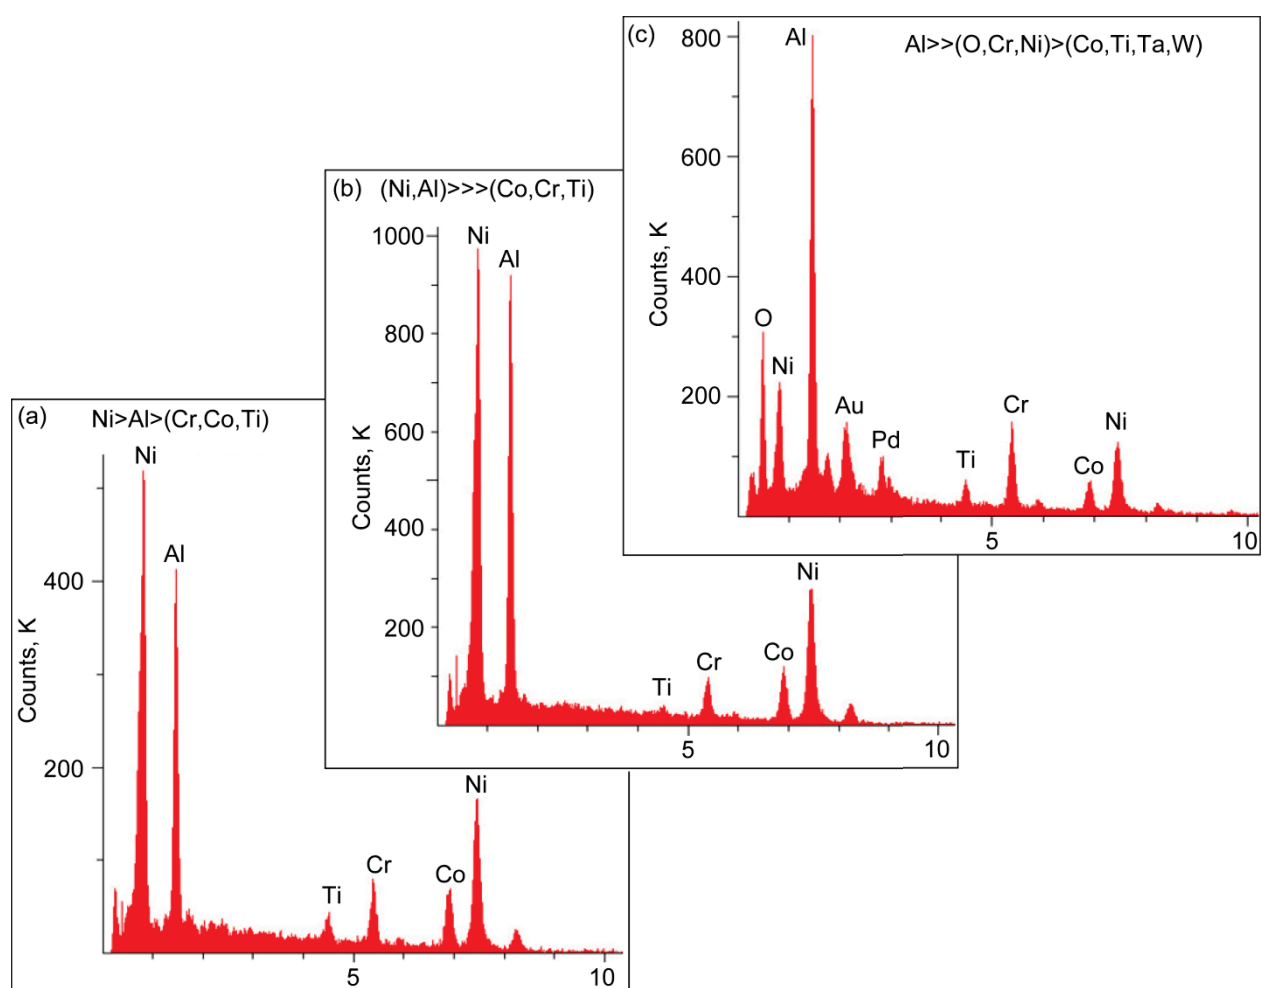 (a)
Ni>Al>(Cr,Co,Ti)
Ni
Al
400
200
Counts, K
Ti
Cr
Co
Ni
5
10
(b) (Ni,Al)>>>(Co,Cr,Ti)
1000
Ni
Al
800
600
400
200
Counts, K
Ti
Cr
Co
Ni
5
10
(c)
Al>>(O,Cr,Ni)>(Co,Ti,Ta,W)
800
Al
600
400
200
Counts, K
O
Ni
Au
Pd
Ti
Cr
Co
Ni
5
10